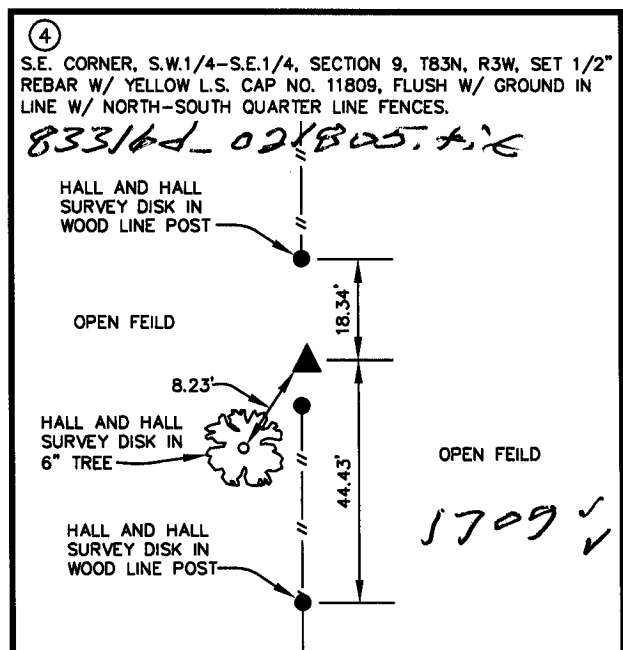 4
S.E. CORNER, S.W.1/4-S.E.1/4, SECTION 9, T83N, R3W, SET 1/2"
REBAR W/ YELLOW L.S. CAP NO. 11809, FLUSH W/ GROUND IN
LINE W/ NORTH-SOUTH QUARTER LINE FENCES.
83316d_021805.tif
HALL AND HALL
SURVEY DISK IN
WOOD LINE POST
18.34'
OPEN FEILD
8.23'
HALL AND HALL
SURVEY DISK IN
6" TREE
44.43'
OPEN FEILD
1709
HALL AND HALL
SURVEY DISK IN
WOOD LINE POST